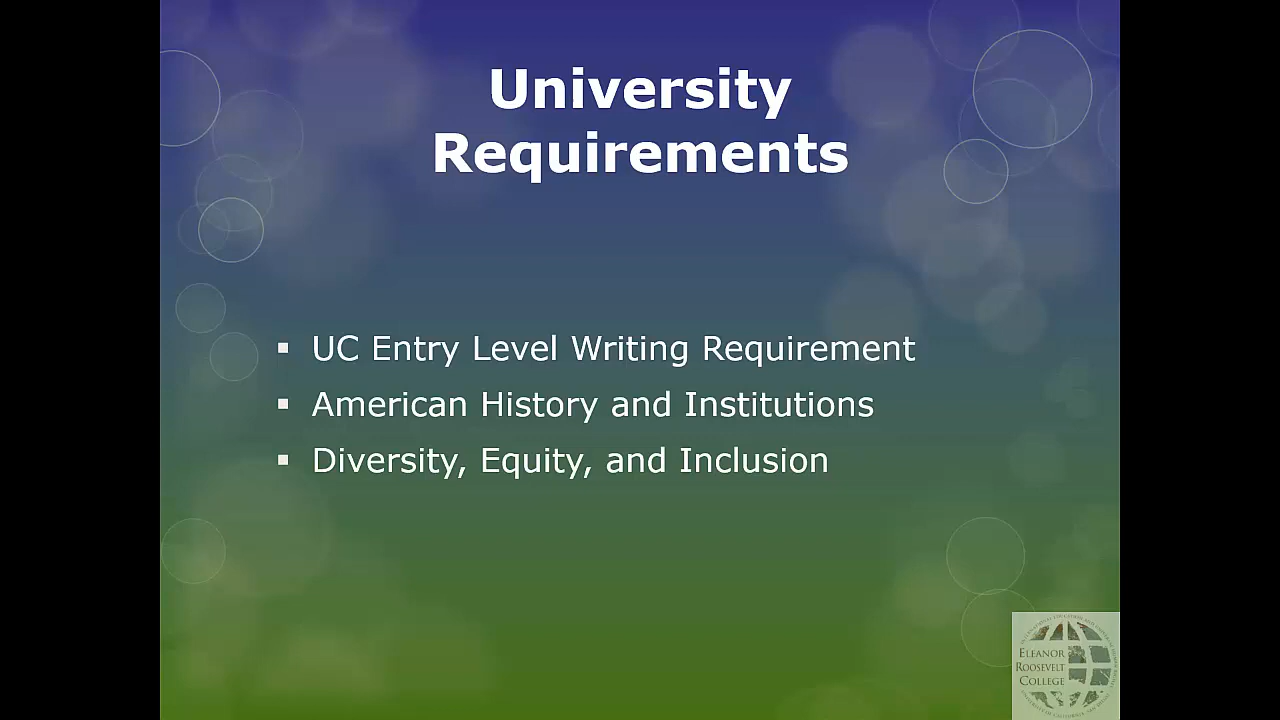 University
Requirements
▪ UC Entry Level Writing Requirement
▪ American History and Institutions
▪ Diversity, Equity, and Inclusion
ELEANOR
ROOSEVELT
COLLEGE